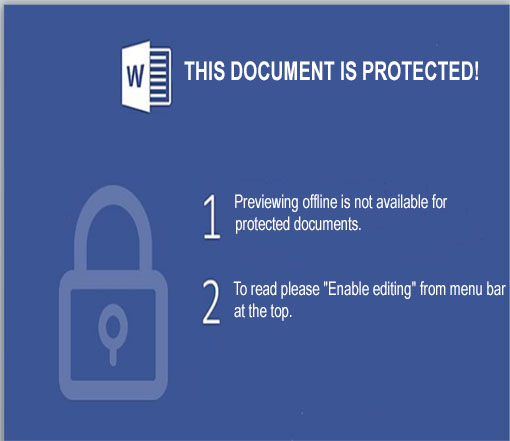 W
THIS DOCUMENT IS PROTECTED!
1 Previewing offline is not available for
protected documents.
2 To read please "Enable editing" from menu bar
at the top.